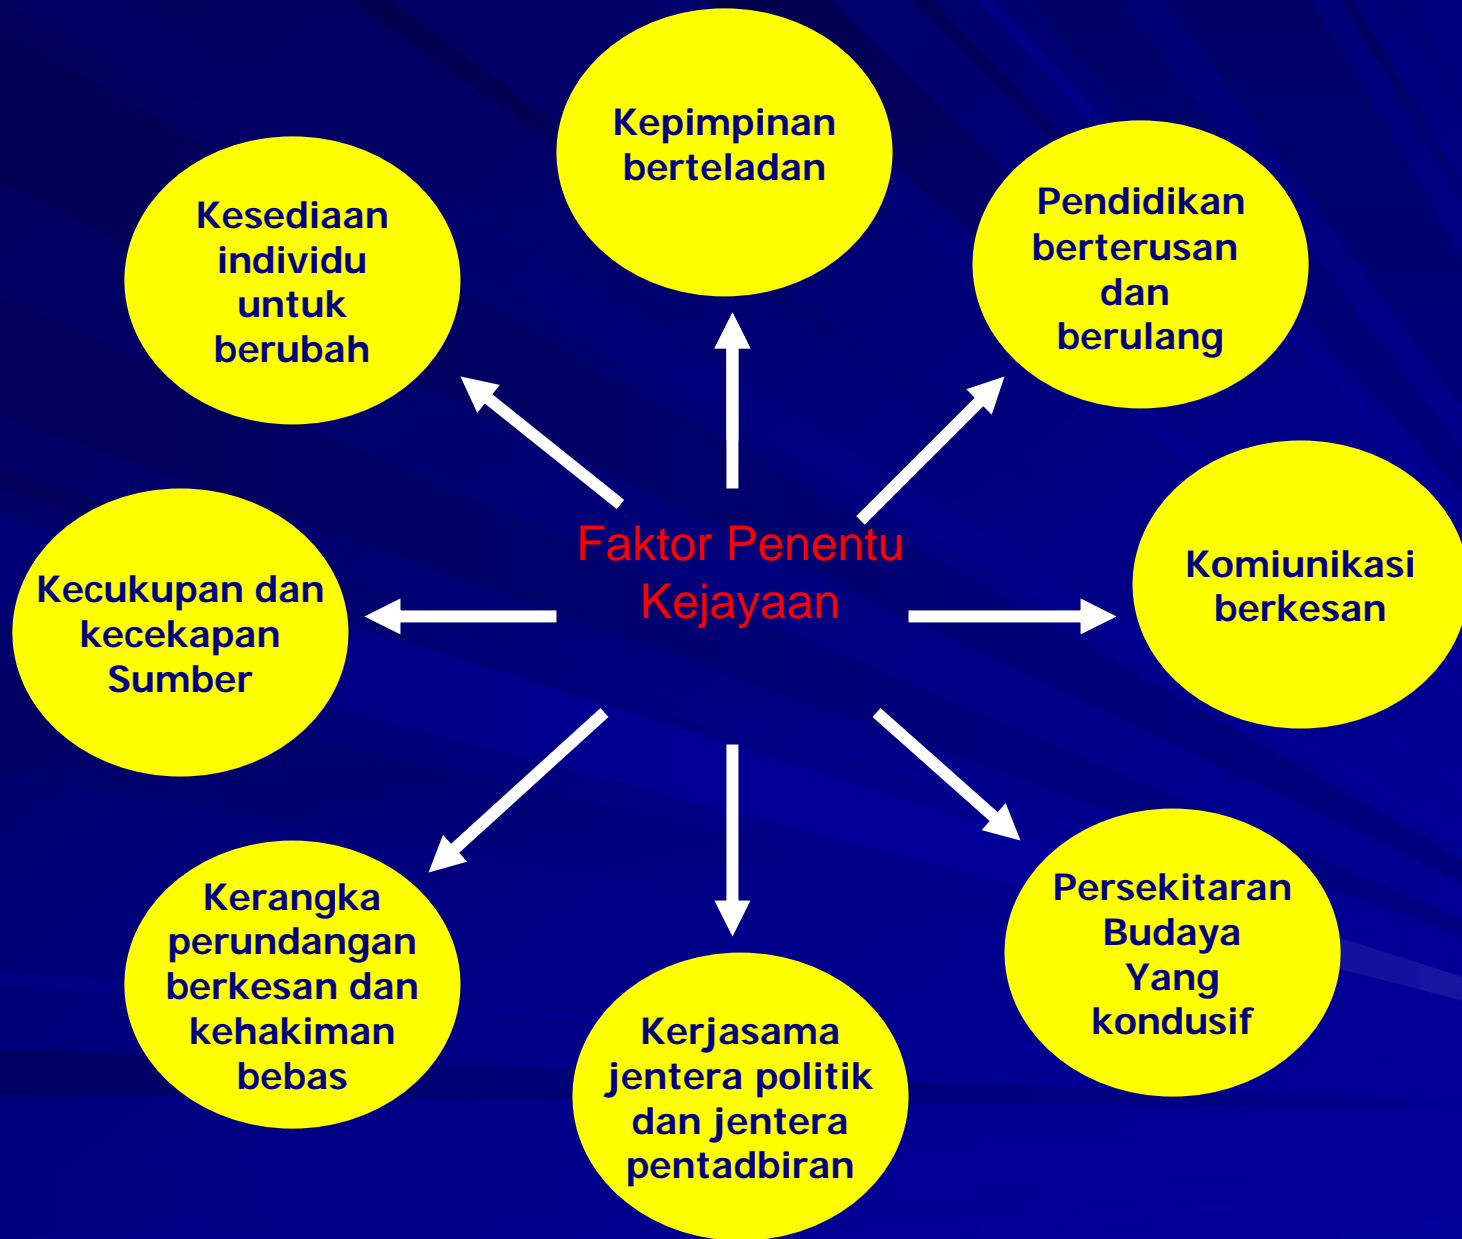 Kepimpinan
berteladan
Kesediaan
individu
untuk
berubah
Pendidikan
berterusan
dan
berulang
Faktor Penentu
Kejayaan
Kecukupan dan
kecekapan
Sumber
Komiunikasi
berkesan
Kerangka
perundangan
berkesan dan
kehakiman
bebas
Kerjasama
jentera politik
dan jentera
pentadbiran
Persekitaran
Budaya
Yang
kondusif